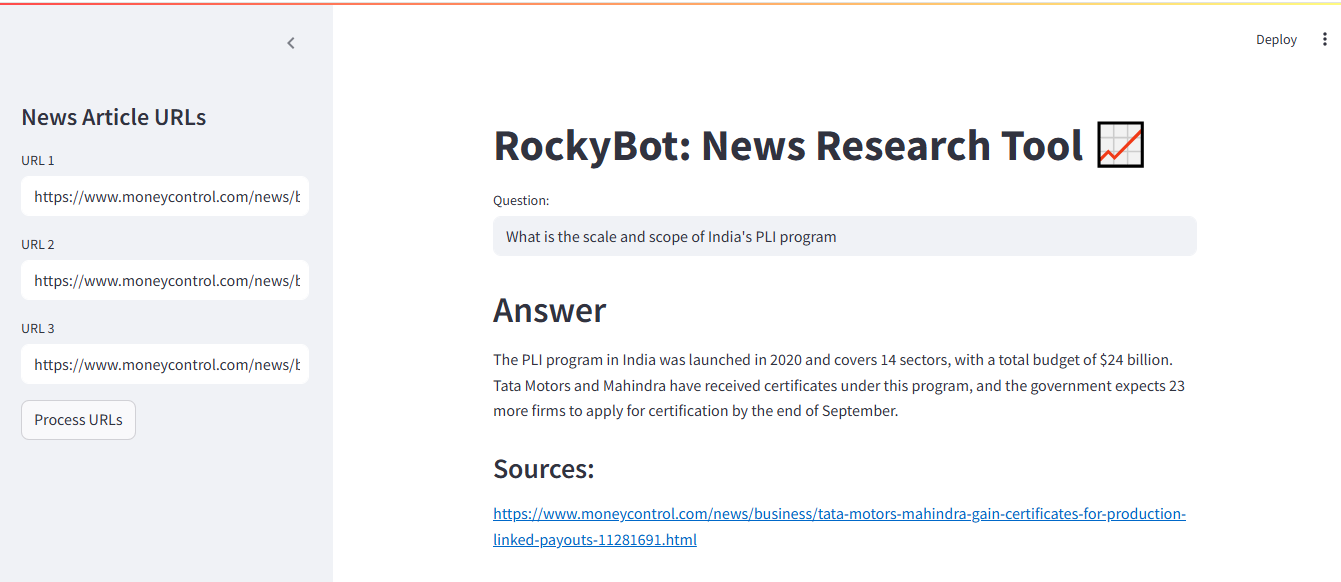 Deploy
News Article URLs
URL 1
https://www.moneycontrol.com/news/b
URL 2
https://www.moneycontrol.com/news/b
URL 3
https://www.moneycontrol.com/news/b
Process URLs
RockyBot: News Research Tool
Question:
What is the scale and scope of India's PLI program
Answer
The PLI program in India was launched in 2020 and covers 14 sectors, with a total budget of $24 billion.
Tata Motors and Mahindra have received certificates under this program, and the government expects 23
more firms to apply for certification by the end of September.
Sources:
https://www.moneycontrol.com/news/business/tata-motors-mahindra-gain-certificates-for-production-
linked-payouts-11281691.html